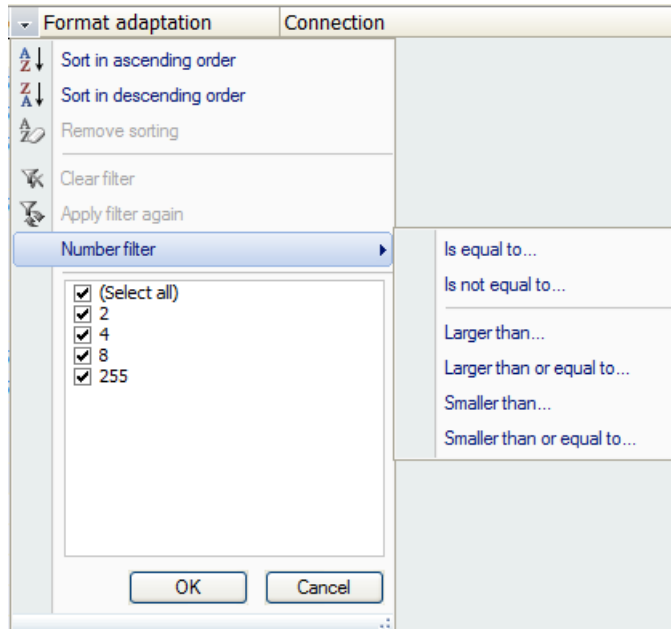 Format adaptation Connection
Sort in ascending order
Sort in descending order
Remove sorting
Clear filter
Apply filter again
Number filter
(Select all)
2
4
8
255
OK Cancel
Is equal to...
Is not equal to...
Larger than...
Larger than or equal to...
Smaller than...
Smaller than or equal to...